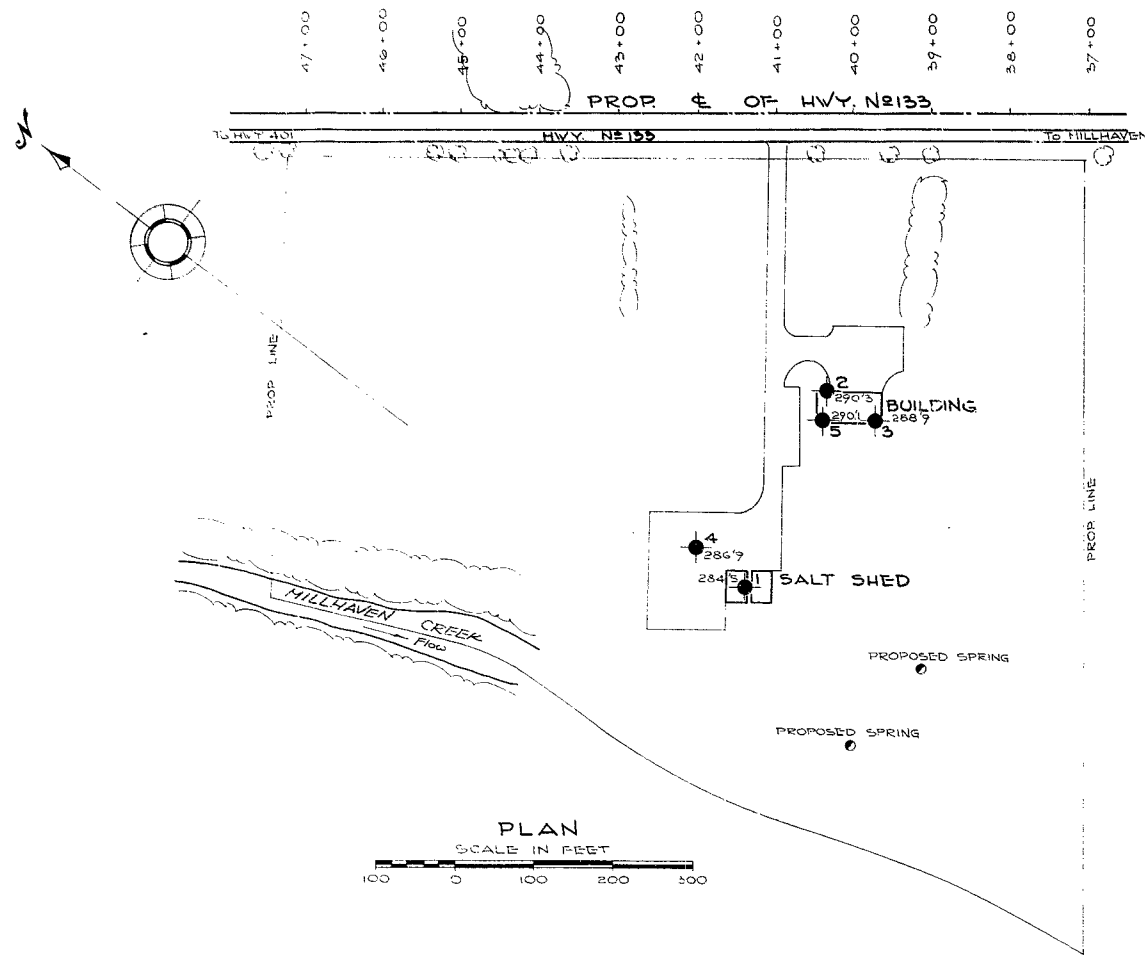 47+00
46+00
45+00
44+00
43+00
42+00
41+00
40+00
39+00
38+00
37+00
PROP. ℄ OF HWY. Nº133
TO HWY 401
HWY. Nº 133
TO MILLHAVEN
N
PROP LINE
2
290'3
BUILDING
290'1
288'9
5
3
PROP LINE
4
286'9
284'5
1
SALT SHED
MILLHAVEN CREEK
Flow
PROPOSED SPRING
PROPOSED SPRING
PLAN
SCALE IN FEET
100 0 100 200 300